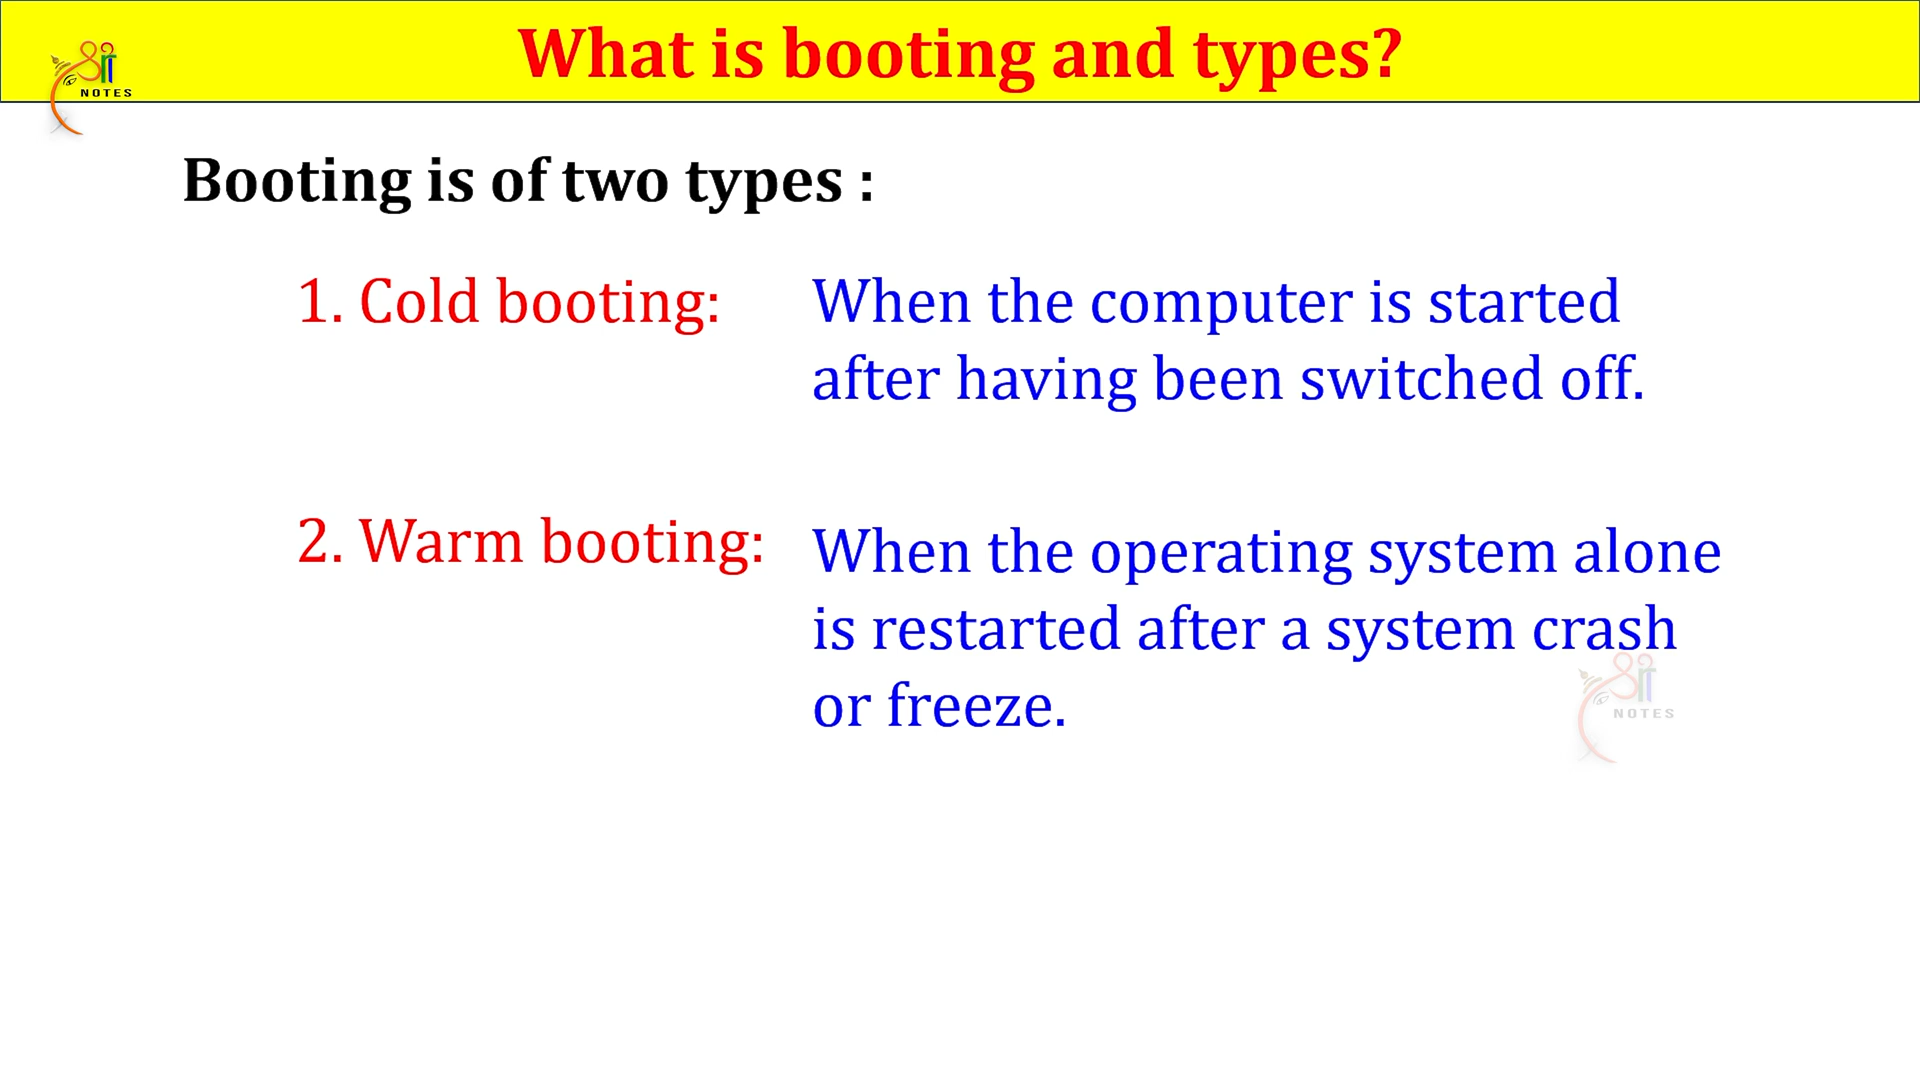 What is booting and types?
श्री
NOTES
Booting is of two types :
1. Cold booting: When the computer is started
after having been switched off.
2. Warm booting: When the operating system alone
is restarted after a system crash
or freeze.
श्री
NOTES